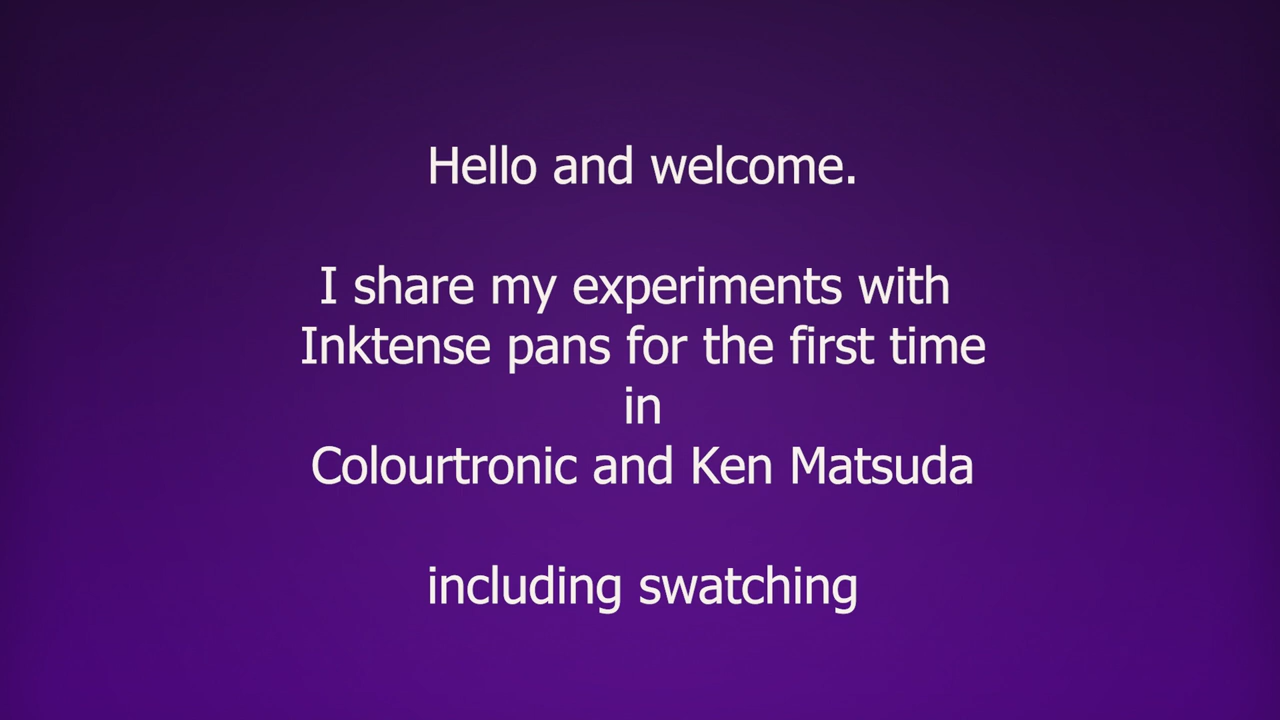 Hello and welcome.
I share my experiments with
Inktense pans for the first time
in
Colourtronic and Ken Matsuda
including swatching